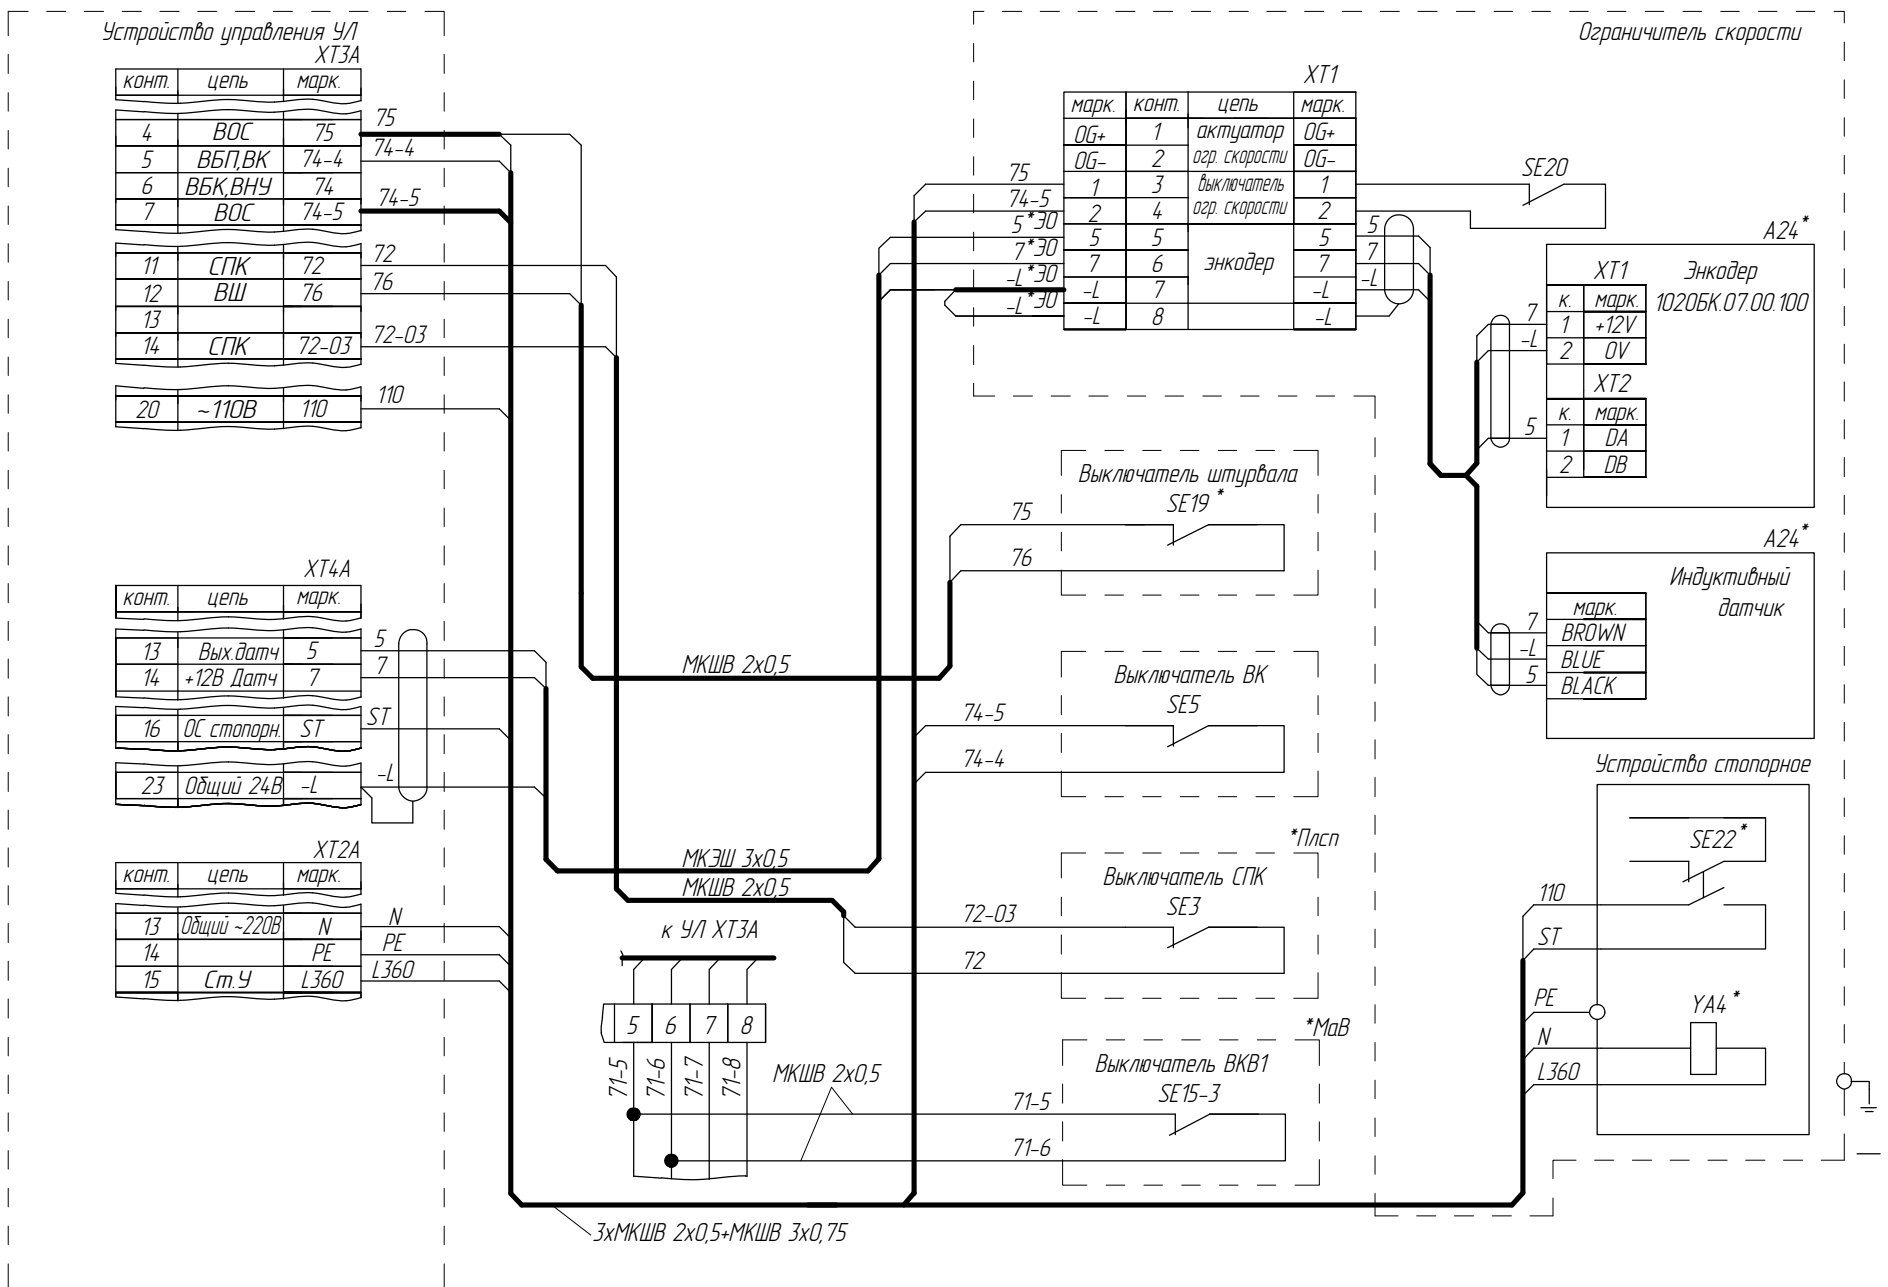 Устройство управления УЛ
XT3A
конт. цепь марк.
4 ВОС 75
5 ВБП,ВК 74-4
6 ВБК,ВНУ 74
7 ВОС 74-5
11 СПК 72
12 ВШ 76
13
14 СПК 72-03
20 ~110В 110
75
74-4
74-5
72
76
72-03
110
XT4A
конт. цепь марк.
13 Вых.датч 5
14 +12В Датч 7
16 ОС стопорн. ST
23 Общий 24В -L
5
7
ST
-L
XT2A
конт. цепь марк.
13 Общий ~220В N
14 PE
15 Ст.У L360
N
PE
L360
МКШВ 2х0,5
МКЭШ 3х0,5
МКШВ 2х0,5
к УЛ XT3A
5 6 7 8
71-5 71-6 71-7 71-8
МКШВ 2х0,5
3хМКШВ 2х0,5+МКШВ 3х0,75
Ограничитель скорости
XT1
марк. конт. цепь марк.
OG+ 1 актуатор OG+
OG- 2 огр. скорости OG-
1 3 выключатель 1
2 4 огр. скорости 2
5 5 5
7 6 энкодер 7
-L 7 -L
-L 8 -L
75
74-5
5*ЭО
7*ЭО
-L*ЭО
-L*ЭО
5
7
-L
SE20
A24*
XT1 Энкодер
к. марк. 1020БК.07.00.100
1 +12V
2 0V
XT2
к. марк.
1 DA
2 DB
7
-L
5
A24*
Индуктивный
датчик
марк.
BROWN
BLUE
BLACK
7
-L
5
Выключатель штурвала
SE19*
75
76
Выключатель ВК
SE5
74-5
74-4
*Плсп
Выключатель СПК
SE3
72-03
72
*МаВ
Выключатель ВКВ1
SE15-3
71-5
71-6
Устройство стопорное
SE22*
110
ST
PE
YA4*
N
L360